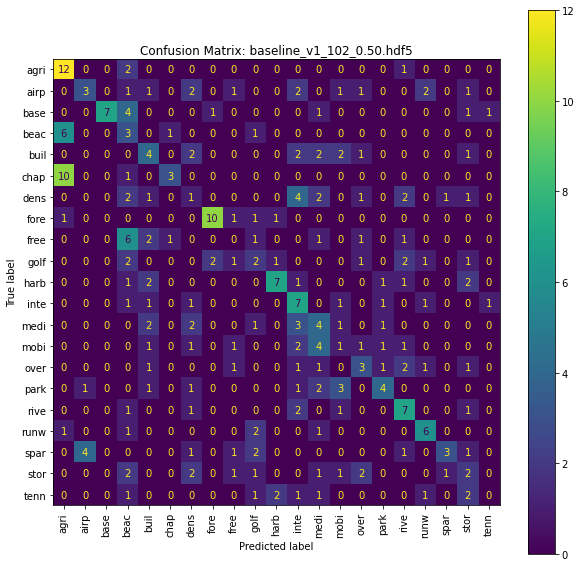 Confusion Matrix: baseline_v1_102_0.50.hdf5
agri 12 0 0 2 0 0 0 0 0 0 0 0 0 0 0 0 1 0 0 0 0
airp 0 3 0 1 1 0 2 0 1 0 0 2 0 1 1 0 0 2 0 1 0
base 0 0 7 4 0 0 0 1 0 0 0 0 1 0 0 0 0 0 0 1 1
beac 6 0 0 3 0 1 0 0 0 1 0 0 0 0 0 0 0 0 0 0 0
buil 0 0 0 0 4 0 2 0 0 0 0 2 2 2 1 0 0 0 0 1 0
chap 10 0 0 1 0 3 0 0 0 0 0 0 0 0 0 0 0 0 0 0 0
dens 0 0 0 2 1 0 1 0 0 0 0 4 2 0 1 0 2 0 1 1 0
fore 1 0 0 0 0 0 0 10 1 1 1 0 0 0 0 0 0 0 0 0 0
free 0 0 0 6 2 1 0 0 0 1 0 0 1 0 1 0 1 0 0 0 0
golf 0 0 0 2 0 0 0 2 1 2 1 0 0 0 1 0 2 1 0 1 0
harb 0 0 0 1 2 0 0 0 0 0 7 1 0 0 0 1 1 0 0 2 0
inte 0 0 0 1 1 0 1 0 0 0 0 7 0 1 0 1 0 1 0 0 1
medi 0 0 0 0 2 0 2 0 0 1 0 3 4 1 0 1 0 0 0 0 0
mobi 0 0 0 0 1 0 1 0 1 0 0 2 4 1 1 1 1 0 0 0 0
over 0 0 0 0 1 0 0 0 1 0 0 1 1 0 3 1 2 1 0 1 0
park 0 1 0 0 1 0 1 0 0 0 0 1 2 3 0 4 0 0 0 0 0
rive 0 0 0 1 0 0 1 0 0 0 0 2 0 1 0 0 7 0 0 1 0
runw 1 0 0 1 0 0 0 0 0 2 0 0 1 0 0 0 0 6 0 0 0
spar 0 4 0 0 0 0 1 0 1 2 0 0 0 0 0 0 1 0 3 1 0
stor 0 0 0 2 0 0 2 0 1 1 0 0 1 1 2 0 0 0 1 2 0
tenn 0 0 0 1 0 0 0 0 0 1 2 1 1 0 0 0 0 1 0 2 0
agri airp base beac buil chap dens fore free golf harb inte medi mobi over park rive runw spar stor tenn
True label
Predicted label
12
10
8
6
4
2
0